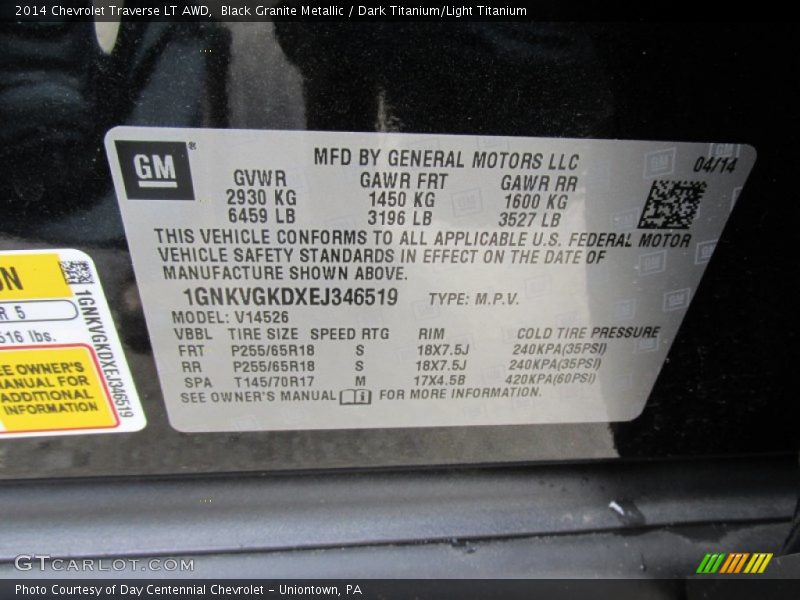 2014 Chevrolet Traverse LT AWD, Black Granite Metallic / Dark Titanium/Light Titanium
GM ®
MFD BY GENERAL MOTORS LLC
04/14
GVWR GAWR FRT GAWR RR
2930 KG 1450 KG 1600 KG
6459 LB 3196 LB 3527 LB
THIS VEHICLE CONFORMS TO ALL APPLICABLE U.S. FEDERAL MOTOR
VEHICLE SAFETY STANDARDS IN EFFECT ON THE DATE OF
MANUFACTURE SHOWN ABOVE.
1GNKVGKDXEJ346519 TYPE: M.P.V.
MODEL: V14526
VBBL TIRE SIZE SPEED RTG RIM COLD TIRE PRESSURE
FRT P255/65R18 S 18X7.5J 240KPA(35PSI)
RR P255/65R18 S 18X7.5J 240KPA(35PSI)
SPA T145/70R17 M 17X4.5B 420KPA(60PSI)
SEE OWNER'S MANUAL FOR MORE INFORMATION.
R 5
516 lbs.
EE OWNER'S
ANUAL FOR
ADDITIONAL
INFORMATION
1GNKVGKDXEJ346519
GTCARLOT.COM
Photo Courtesy of Day Centennial Chevrolet - Uniontown, PA